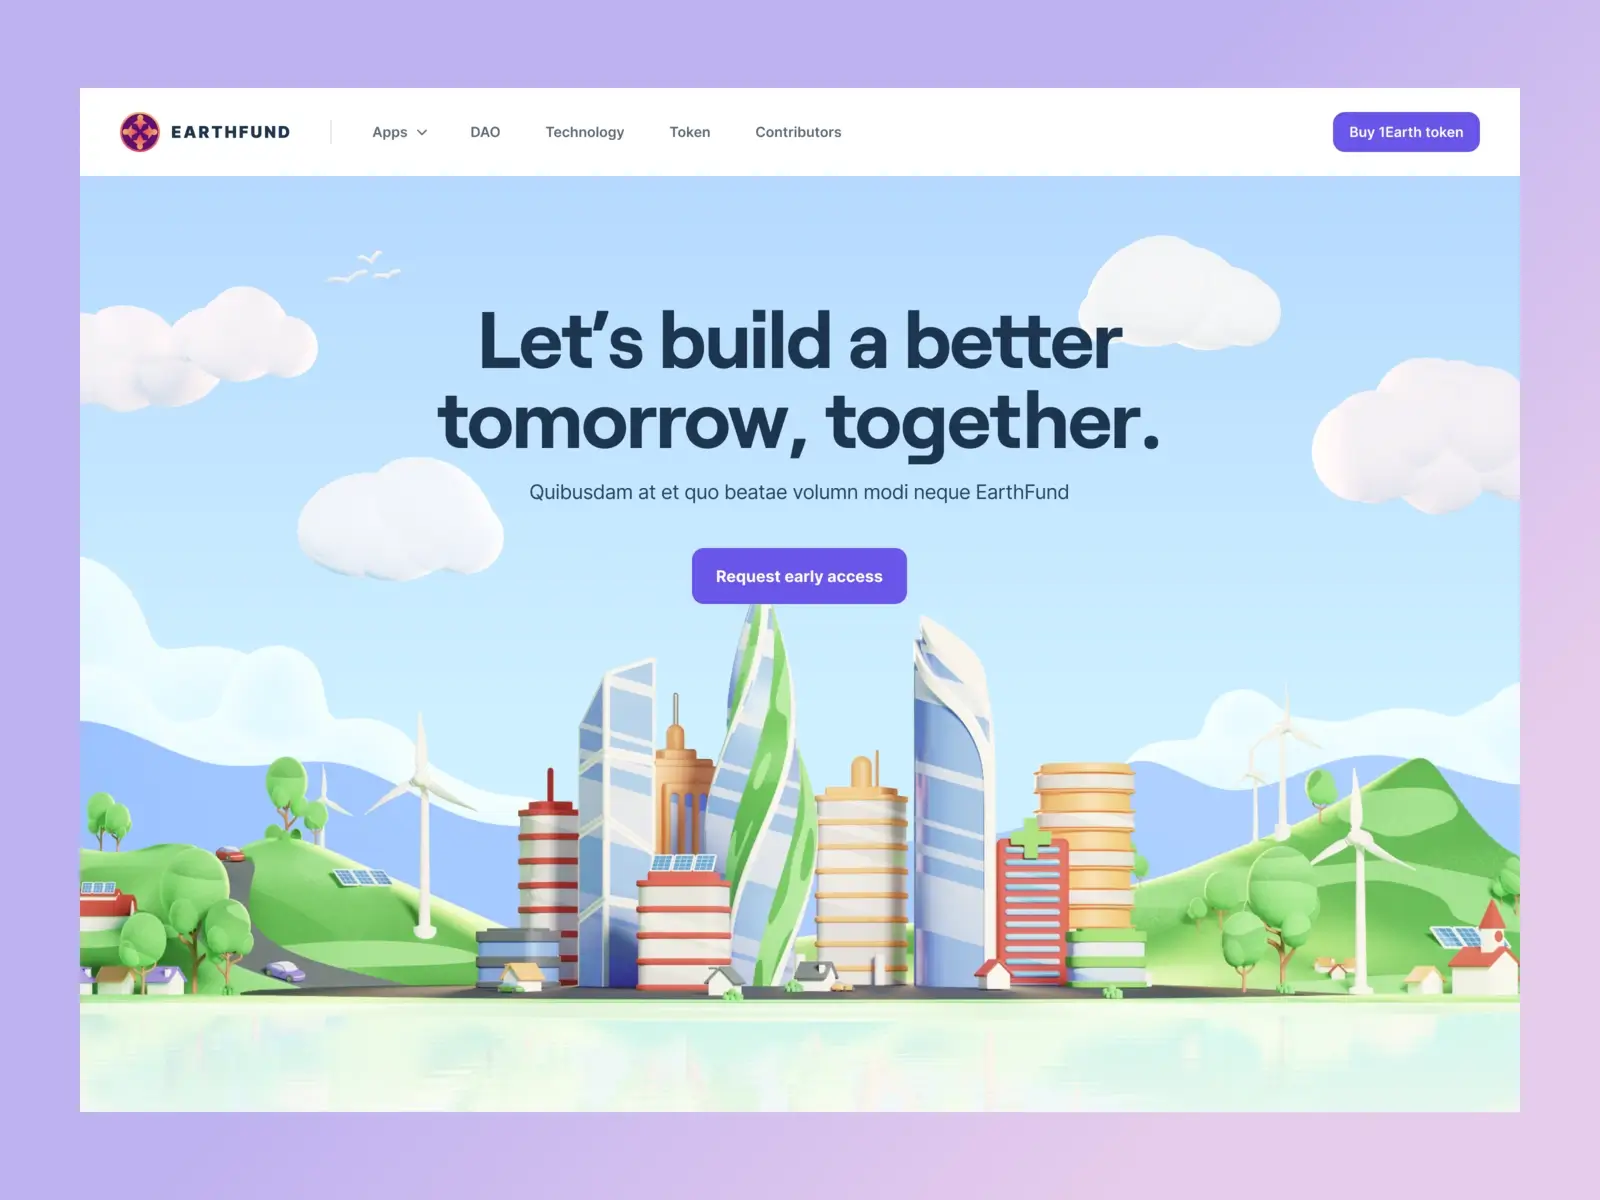 EARTHFUND
Apps
DAO
Technology
Token
Contributors
Buy 1Earth token
Let’s build a better
tomorrow, together.
Quibusdam at et quo beatae volumn modi neque EarthFund
Request early access